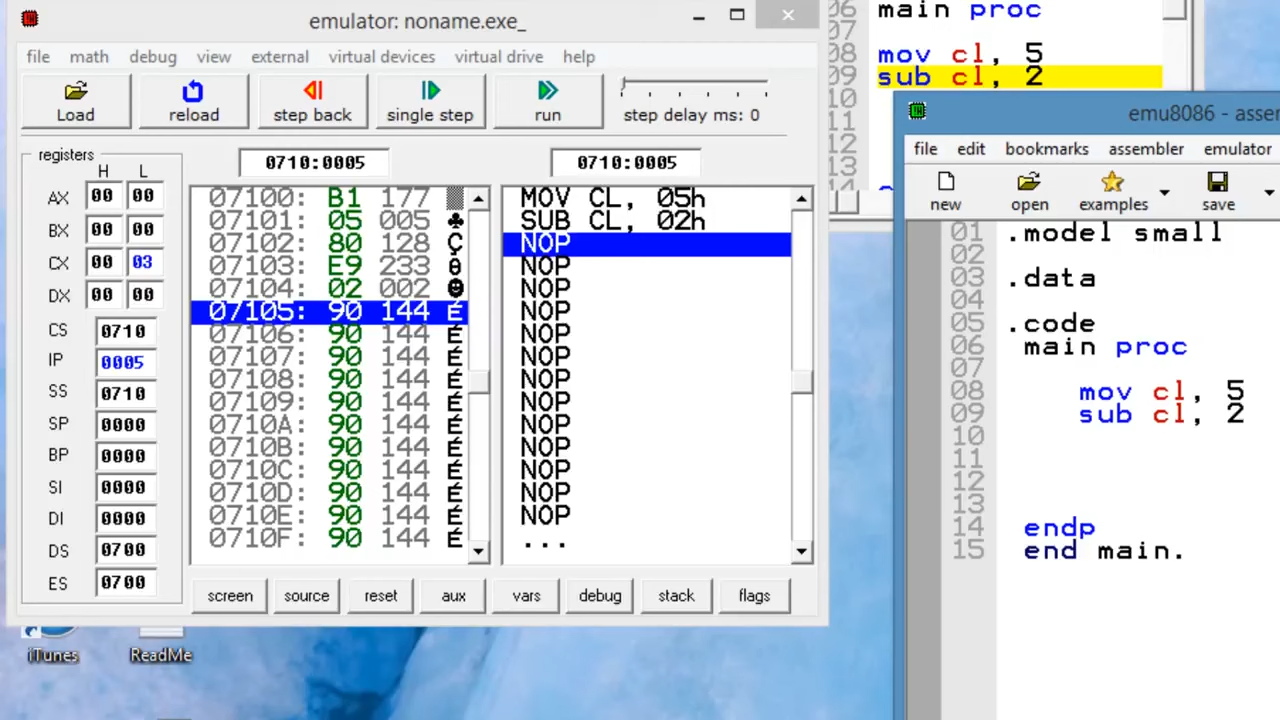 emulator: noname.exe_
file math debug view external virtual devices virtual drive help
Load reload step back single step run step delay ms: 0
registers
H L
AX 00 00
BX 00 00
CX 00 03
DX 00 00
CS 0710
IP 0005
SS 0710
SP 0000
BP 0000
SI 0000
DI 0000
DS 0700
ES 0700
0710:0005 0710:0005
07100: B1 177 ▒
07101: 05 005 ♣
07102: 80 128 Ç
07103: E9 233 θ
07104: 02 002 ☻
07105: 90 144 É
07106: 90 144 É
07107: 90 144 É
07108: 90 144 É
07109: 90 144 É
0710A: 90 144 É
0710B: 90 144 É
0710C: 90 144 É
0710D: 90 144 É
0710E: 90 144 É
0710F: 90 144 É
MOV CL, 05h
SUB CL, 02h
NOP
NOP
NOP
NOP
NOP
NOP
NOP
NOP
NOP
NOP
NOP
NOP
NOP
...
screen source reset aux vars debug stack flags
06 main proc
07
08 mov cl, 5
09 sub cl, 2
10
11
12
13
14
emu8086 - asse
file edit bookmarks assembler emulator
new open examples save
01 .model small
02
03 .data
04
05 .code
06 main proc
07
08 mov cl, 5
09 sub cl, 2
10
11
12
13
14 endp
15 end main.
iTunes ReadMe